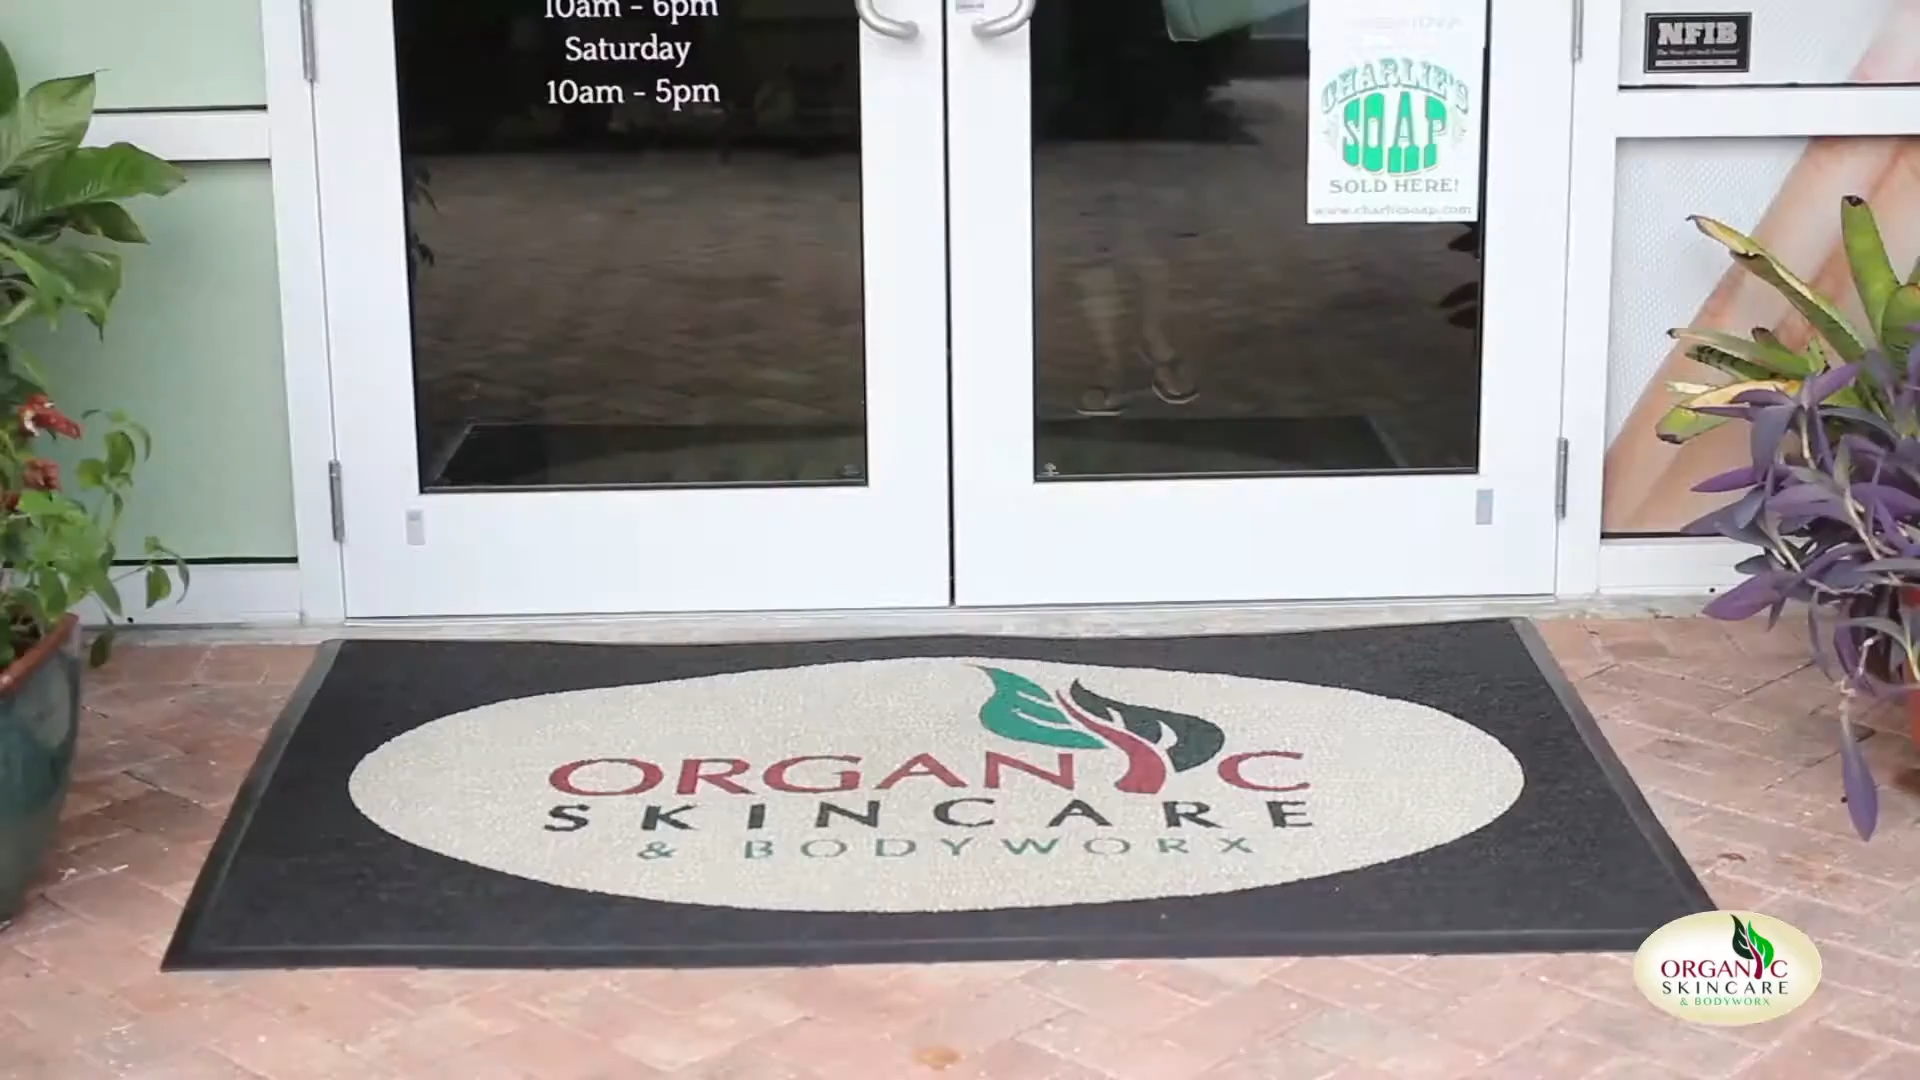 10am - 6pm
Saturday
10am - 5pm
CHARLIE'S
SOAP
SOLD HERE!
www.charliesoap.com
NFIB
ORGANIC
SKINCARE
& BODYWORX
ORGANIC
SKINCARE
& BODYWORX